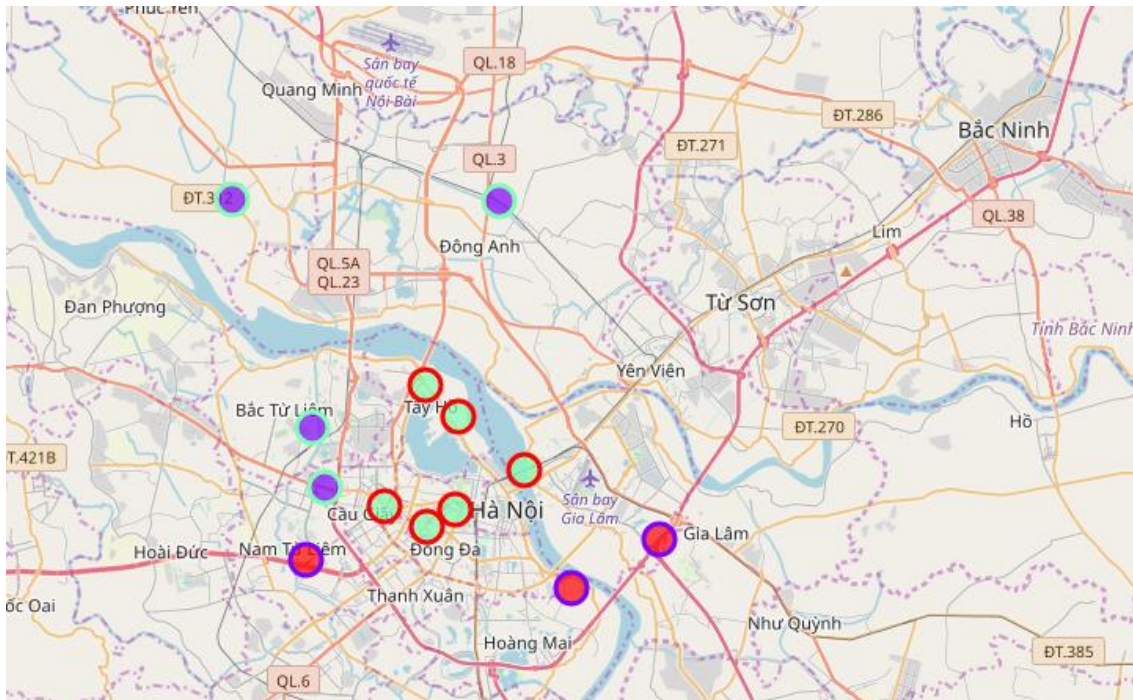 Phúc Yên
Sân bay
quốc tế
Nội Bài
QL.18
Quang Minh
ĐT.286
Bắc Ninh
ĐT.271
QL.3
QL.38
Lim
Đông Anh
QL.5A
QL.23
Đan Phượng
Từ Sơn
Tỉnh Bắc Ninh
Yên Viên
Bắc Từ Liêm
Tây Hồ
Hồ
ĐT.270
ĐT.421B
Sân bay
Gia Lâm
Hà Nội
Cầu Giấy
Gia Lâm
Hoài Đức
Nam Từ Liêm
Đống Đa
Thanh Xuân
Như Quỳnh
Hoàng Mai
ĐT.385
QL.6